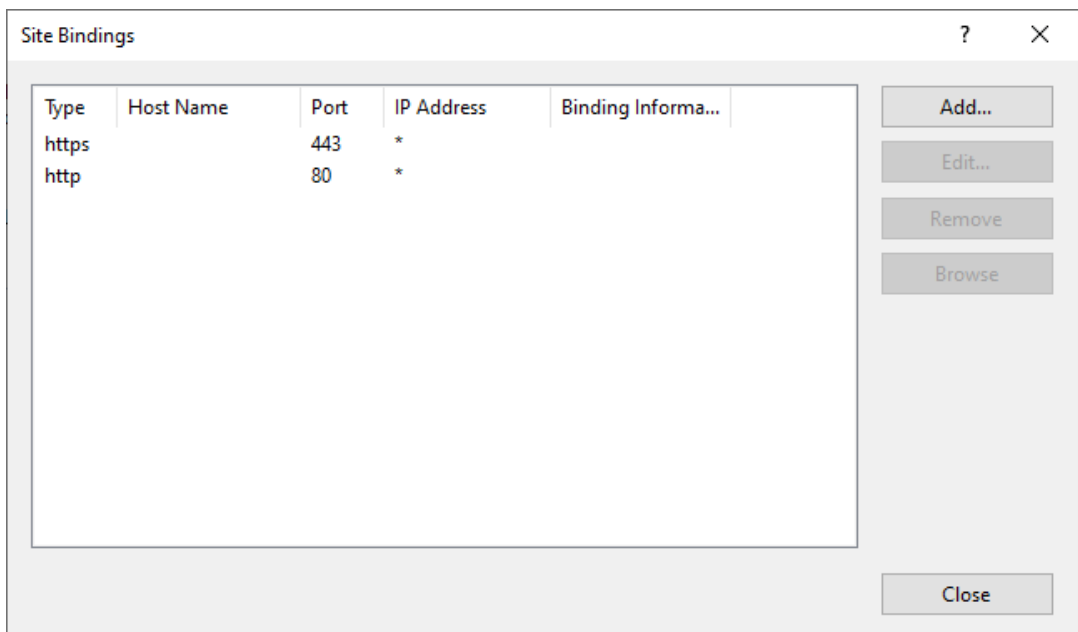 Site Bindings
? ×
Type Host Name Port IP Address Binding Informa... Add...
https 443 *
http 80 *
Edit...
Remove
Browse
Close